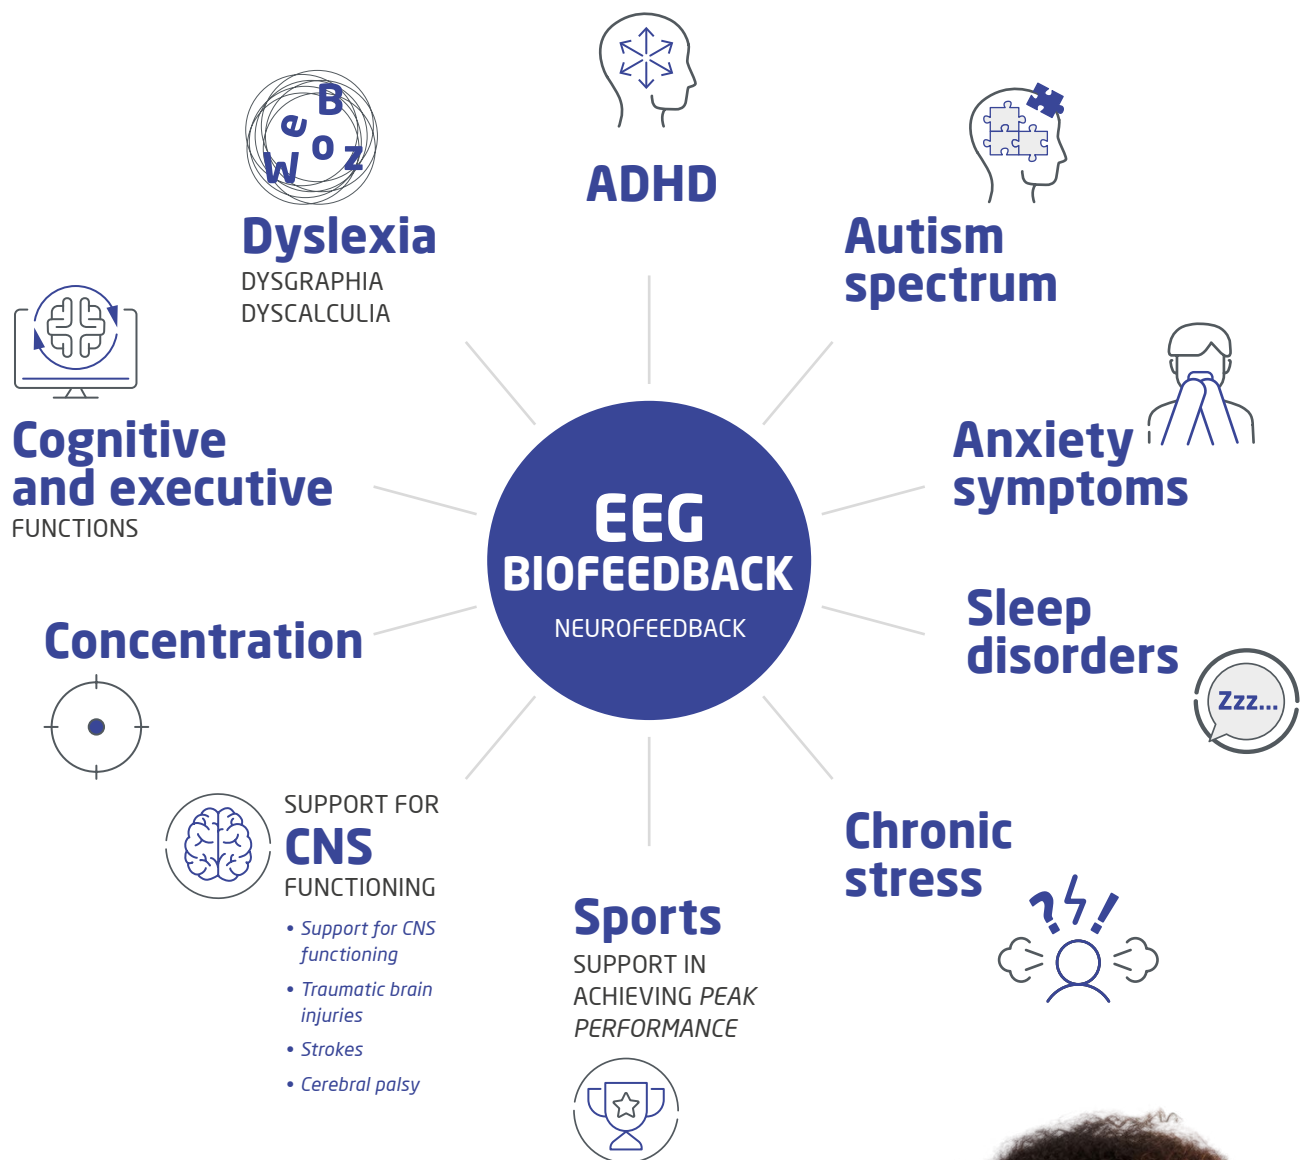 ADHD
B
e
o
W
z
Dyslexia
DYSGRAPHIA
DYSCALCULIA
Autism
spectrum
Cognitive
and executive
FUNCTIONS
Anxiety
symptoms
EEG
BIOFEEDBACK
NEUROFEEDBACK
Concentration
Sleep
disorders
Zzz...
SUPPORT FOR
CNS
FUNCTIONING
• Support for CNS
functioning
• Traumatic brain
injuries
• Strokes
• Cerebral palsy
Sports
SUPPORT IN
ACHIEVING PEAK
PERFORMANCE
Chronic
stress
? !